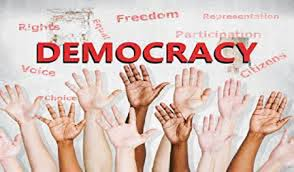 Freedom
Representation
Rights
Equal
Participation
DEMOCRACY
Voice
Citizens
Choice